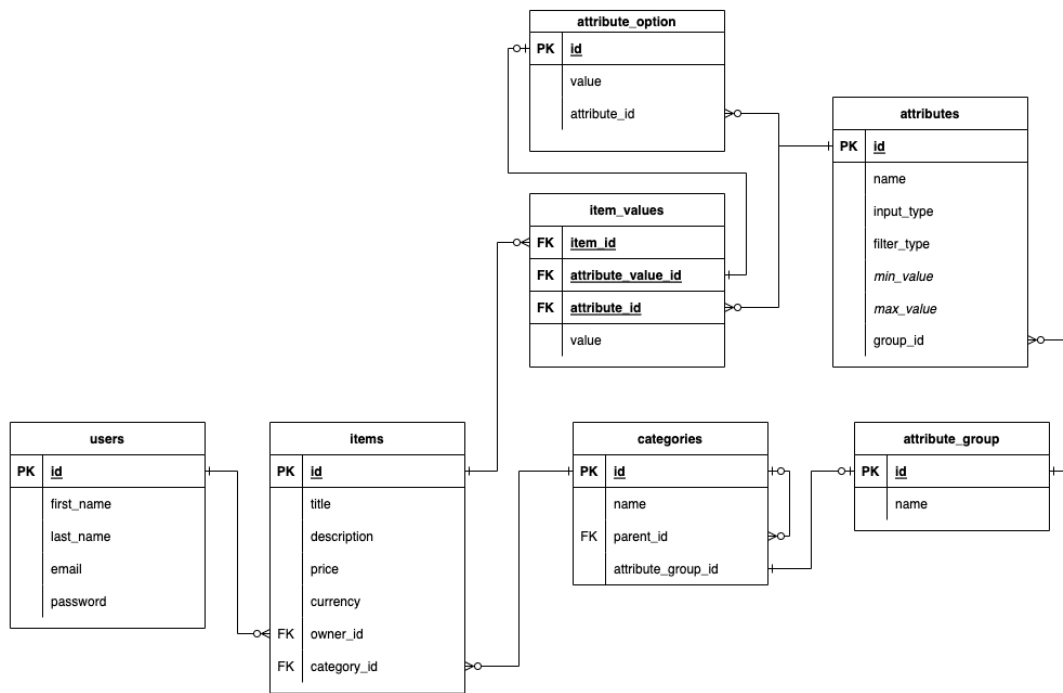 attribute_option
PK id
value
attribute_id
attributes
PK id
name
input_type
filter_type
min_value
max_value
group_id
item_values
FK item_id
FK attribute_value_id
FK attribute_id
value
users
PK id
first_name
last_name
email
password
items
PK id
title
description
price
currency
FK owner_id
FK category_id
categories
PK id
name
FK parent_id
attribute_group_id
attribute_group
PK id
name